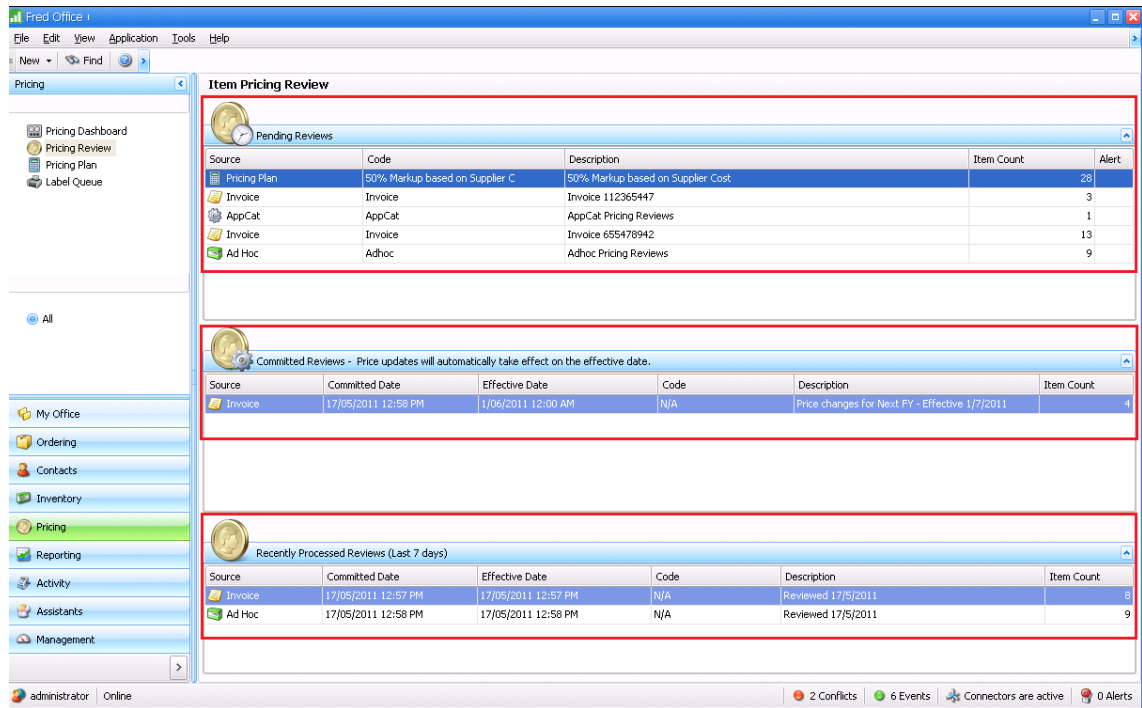 Fred Office
File Edit View Application Tools Help
New Find
Pricing
Pricing Dashboard
Pricing Review
Pricing Plan
Label Queue
All
My Office
Ordering
Contacts
Inventory
Pricing
Reporting
Activity
Assistants
Management
Item Pricing Review
Pending Reviews
Source Code Description Item Count Alert
Pricing Plan 50% Markup based on Supplier C 50% Markup based on Supplier Cost 28
Invoice Invoice Invoice 112365447 3
AppCat AppCat AppCat Pricing Reviews 1
Invoice Invoice Invoice 655478942 13
Ad Hoc Adhoc Adhoc Pricing Reviews 9
Committed Reviews - Price updates will automatically take effect on the effective date.
Source Committed Date Effective Date Code Description Item Count
Invoice 17/05/2011 12:58 PM 1/06/2011 12:00 AM N/A Price changes for Next FY - Effective 1/7/2011 4
Recently Processed Reviews (Last 7 days)
Source Committed Date Effective Date Code Description Item Count
Invoice 17/05/2011 12:57 PM 17/05/2011 12:57 PM N/A Reviewed 17/5/2011 8
Ad Hoc 17/05/2011 12:58 PM 17/05/2011 12:58 PM N/A Reviewed 17/5/2011 9
administrator Online 2 Conflicts 6 Events Connectors are active 0 Alerts